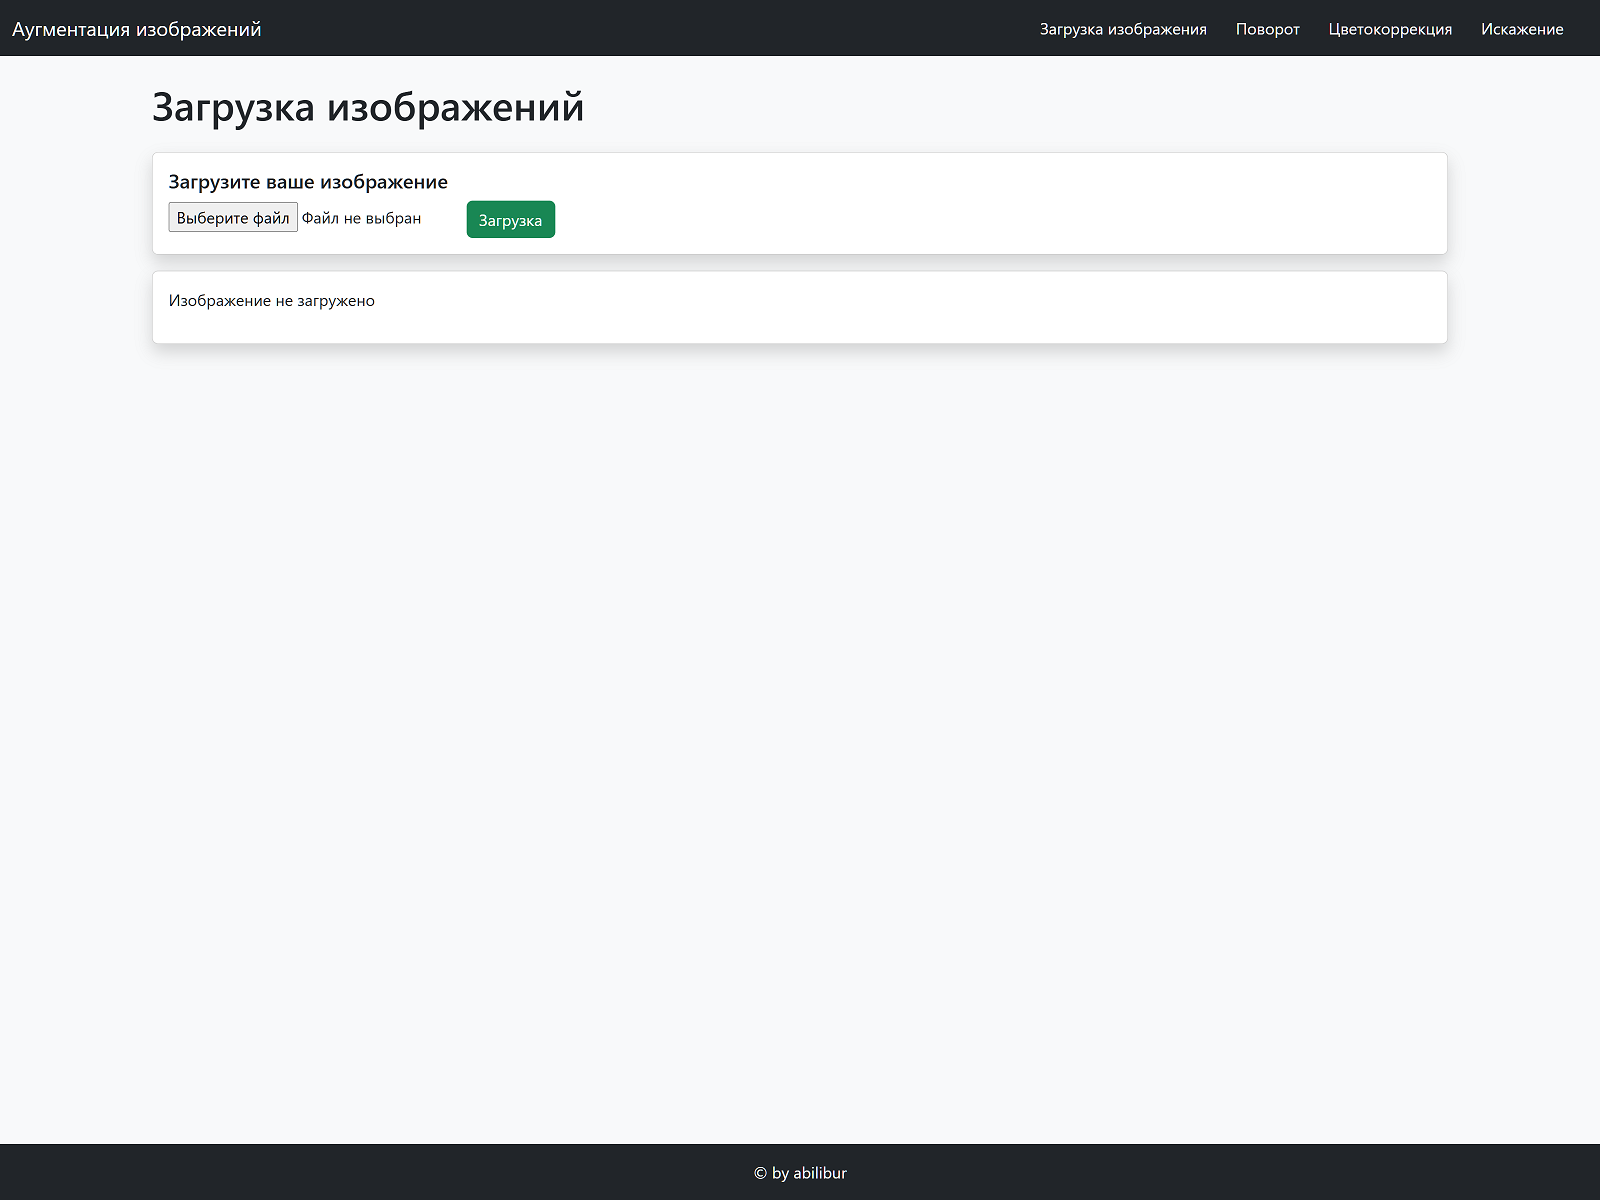 Аугментация изображений Загрузка изображения Поворот Цветокоррекция Искажение
Загрузка изображений
Загрузите ваше изображение
Выберите файл Файл не выбран Загрузка
Изображение не загружено
© by abilibur